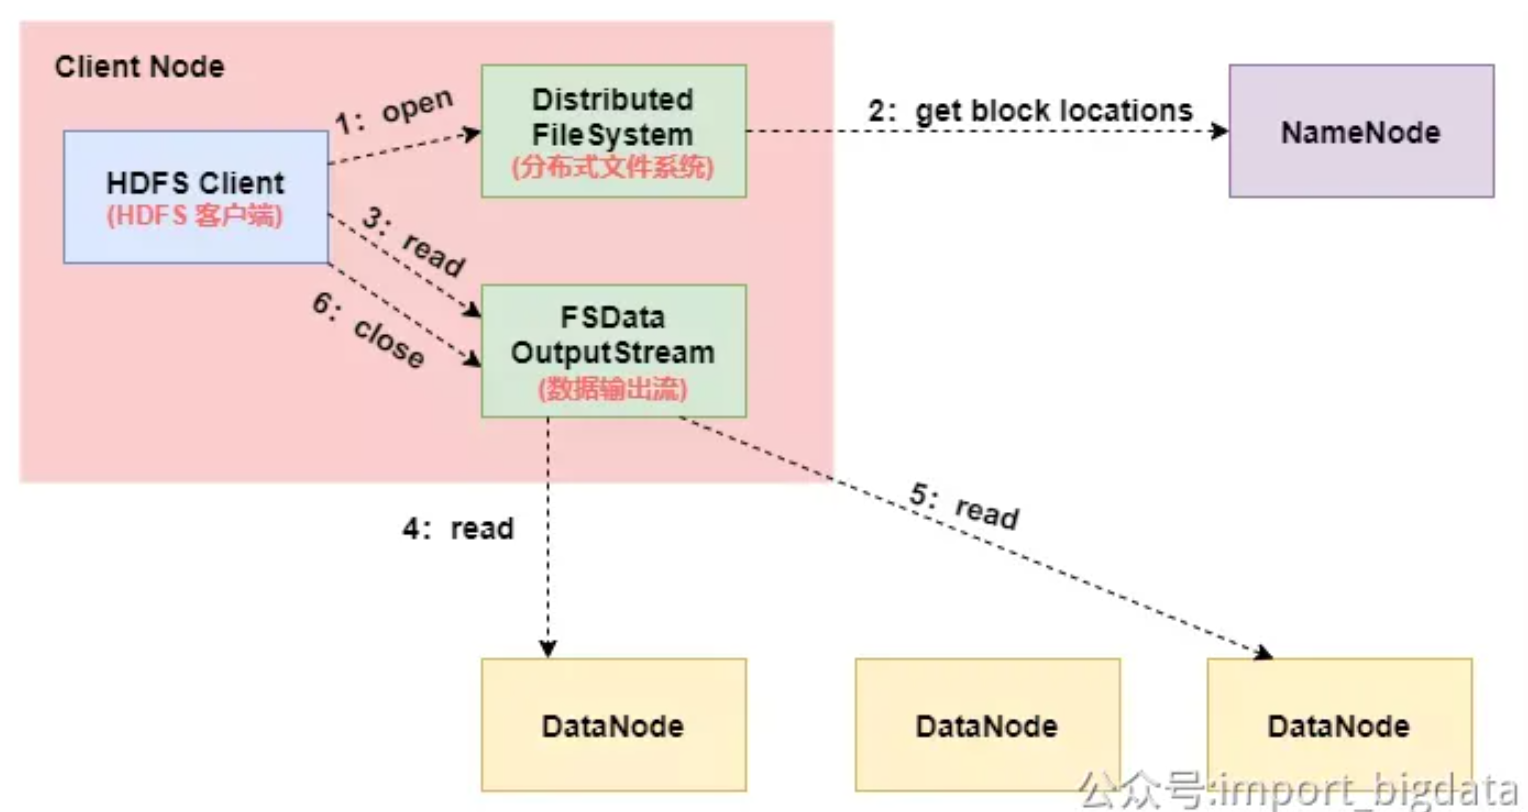 Client Node
1：open
Distributed
FileSystem
(分布式文件系统)
2：get block locations
NameNode
HDFS Client
(HDFS 客户端)
3：read
6：close
FSData
OutputStream
(数据输出流)
4：read
5：read
DataNode
DataNode
DataNode
公众号:import_bigdata